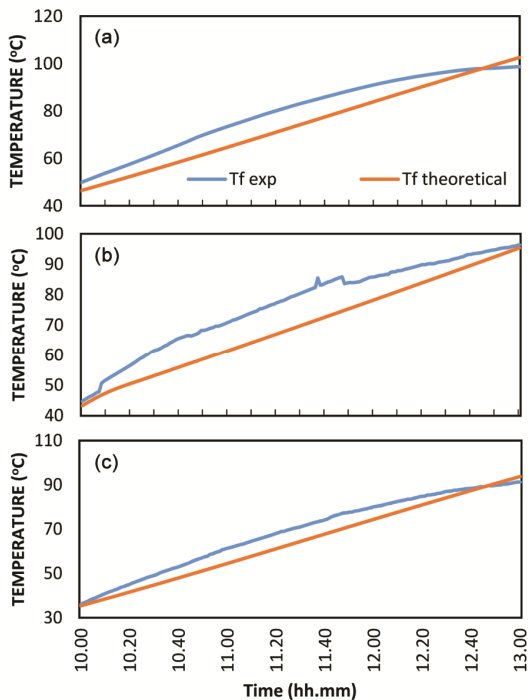 (a)
TEMPERATURE (ºC)
120
100
80
60
40
Tf exp
Tf theoretical
(b)
TEMPERATURE (ºC)
100
90
80
70
60
50
40
(c)
TEMPERATURE (ºC)
110
90
70
50
30
10.00 10.20 10.40 11.00 11.20 11.40 12.00 12.20 12.40 13.00
Time (hh.mm)